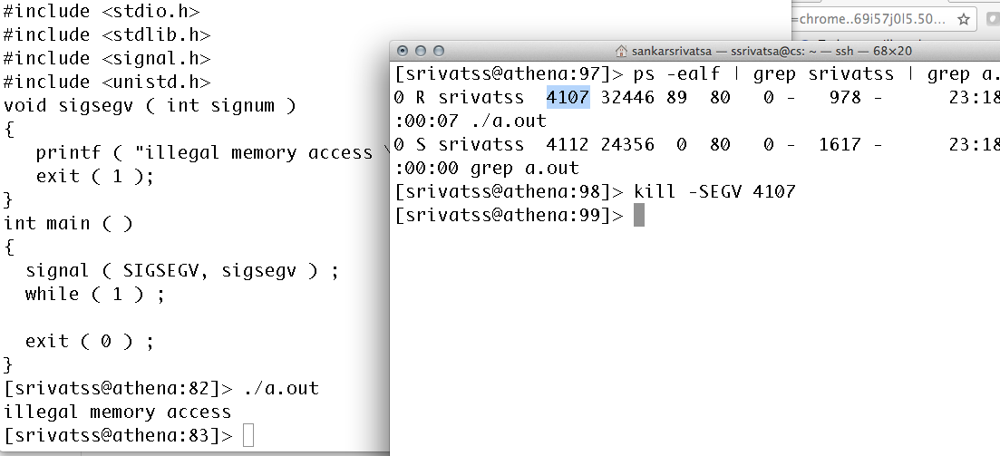 #include <stdio.h>
#include <stdlib.h>
#include <signal.h>
#include <unistd.h>
void sigsegv ( int signum )
{
printf ( "illegal memory access \
exit ( 1 );
}
int main ( )
{
signal ( SIGSEGV, sigsegv ) ;
while ( 1 ) ;
exit ( 0 ) ;
}
[srivatss@athena:82]> ./a.out
illegal memory access
[srivatss@athena:83]>
=chrome..69i57j0l5.50...
sankarsrivatsa — ssrivatsa@cs: ~ — ssh — 68×20
[srivatss@athena:97]> ps -ealf | grep srivatss | grep a.
0 R srivatss 4107 32446 89 80 0 - 978 - 23:18
:00:07 ./a.out
0 S srivatss 4112 24356 0 80 0 - 1617 - 23:18
:00:00 grep a.out
[srivatss@athena:98]> kill -SEGV 4107
[srivatss@athena:99]>